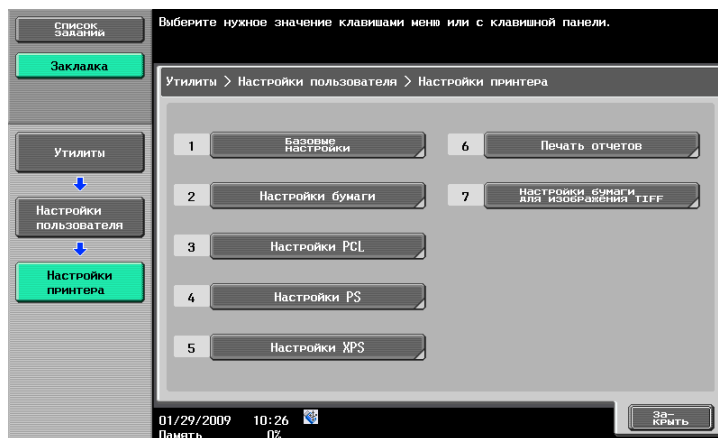 Список
заданий
Выберите нужное значение клавишами меню или с клавишной панели.
Закладка
Утилиты > Настройки пользователя > Настройки принтера
Утилиты
Настройки
пользователя
Настройки
принтера
1 Базовые
настройки
2 Настройки бумаги
3 Настройки PCL
4 Настройки PS
5 Настройки XPS
6 Печать отчетов
7 Настройки бумаги
для изображения TIFF
01/29/2009 10:26
Память 0%
За-
крыть